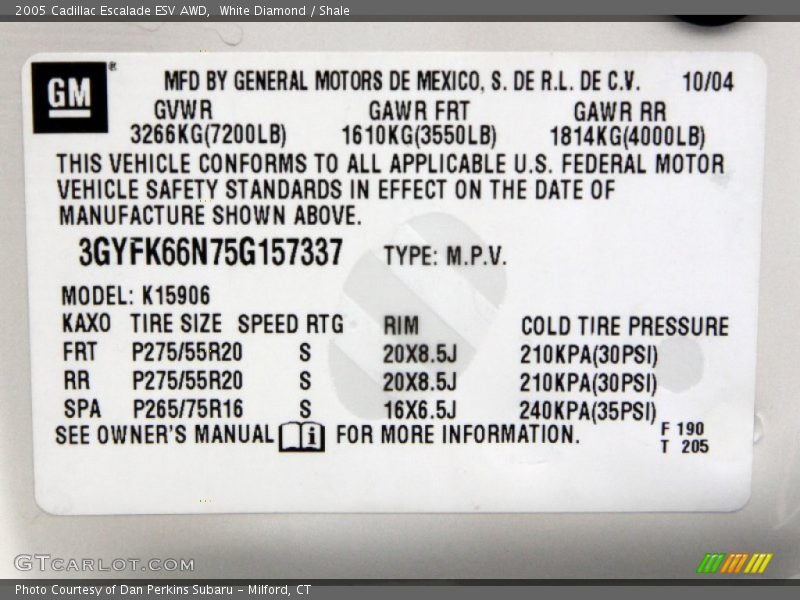 2005 Cadillac Escalade ESV AWD,  White Diamond / Shale
GM ®
MFD BY GENERAL MOTORS DE MEXICO, S. DE R.L. DE C.V. 10/04
GVWR GAWR FRT GAWR RR
3266KG(7200LB) 1610KG(3550LB) 1814KG(4000LB)
THIS VEHICLE CONFORMS TO ALL APPLICABLE U.S. FEDERAL MOTOR
VEHICLE SAFETY STANDARDS IN EFFECT ON THE DATE OF
MANUFACTURE SHOWN ABOVE.
3GYFK66N75G157337 TYPE: M.P.V.
MODEL: K15906
KAXO TIRE SIZE SPEED RTG RIM COLD TIRE PRESSURE
FRT P275/55R20 S 20X8.5J 210KPA(30PSI)
RR P275/55R20 S 20X8.5J 210KPA(30PSI)
SPA P265/75R16 S 16X6.5J 240KPA(35PSI)
SEE OWNER'S MANUAL i FOR MORE INFORMATION.
F 190
T 205
GTCARLOT.COM
Photo Courtesy of Dan Perkins Subaru - Milford, CT